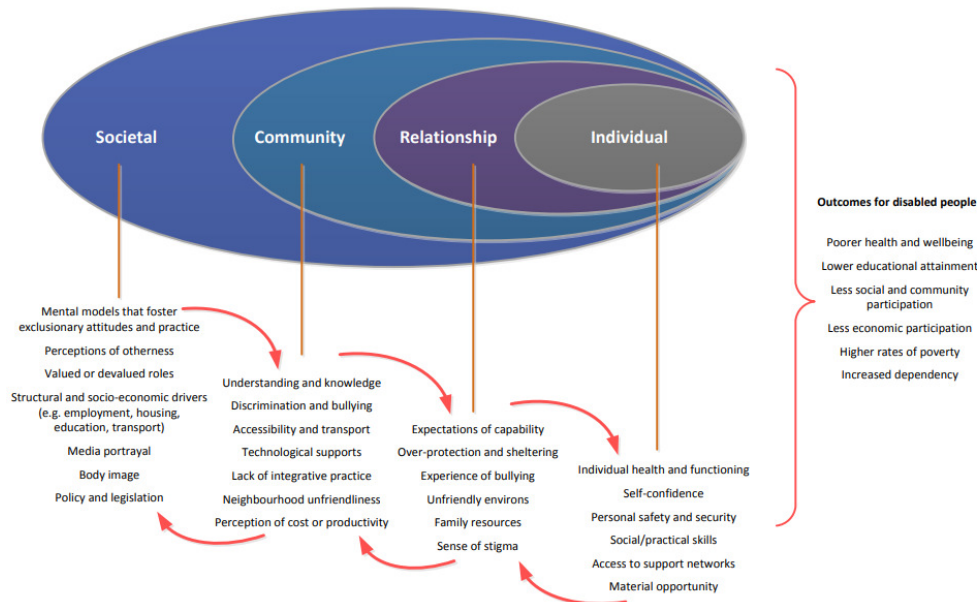 Societal
Community
Relationship
Individual
Mental models that foster
exclusionary attitudes and practice
Perceptions of otherness
Valued or devalued roles
Structural and socio-economic drivers
(e.g. employment, housing,
education, transport)
Media portrayal
Body image
Policy and legislation
Understanding and knowledge
Discrimination and bullying
Accessibility and transport
Technological supports
Lack of integrative practice
Neighbourhood unfriendliness
Perception of cost or productivity
Expectations of capability
Over-protection and sheltering
Experience of bullying
Unfriendly environs
Family resources
Sense of stigma
Individual health and functioning
Self-confidence
Personal safety and security
Social/practical skills
Access to support networks
Material opportunity
Outcomes for disabled people
Poorer health and wellbeing
Lower educational attainment
Less social and community
participation
Less economic participation
Higher rates of poverty
Increased dependency